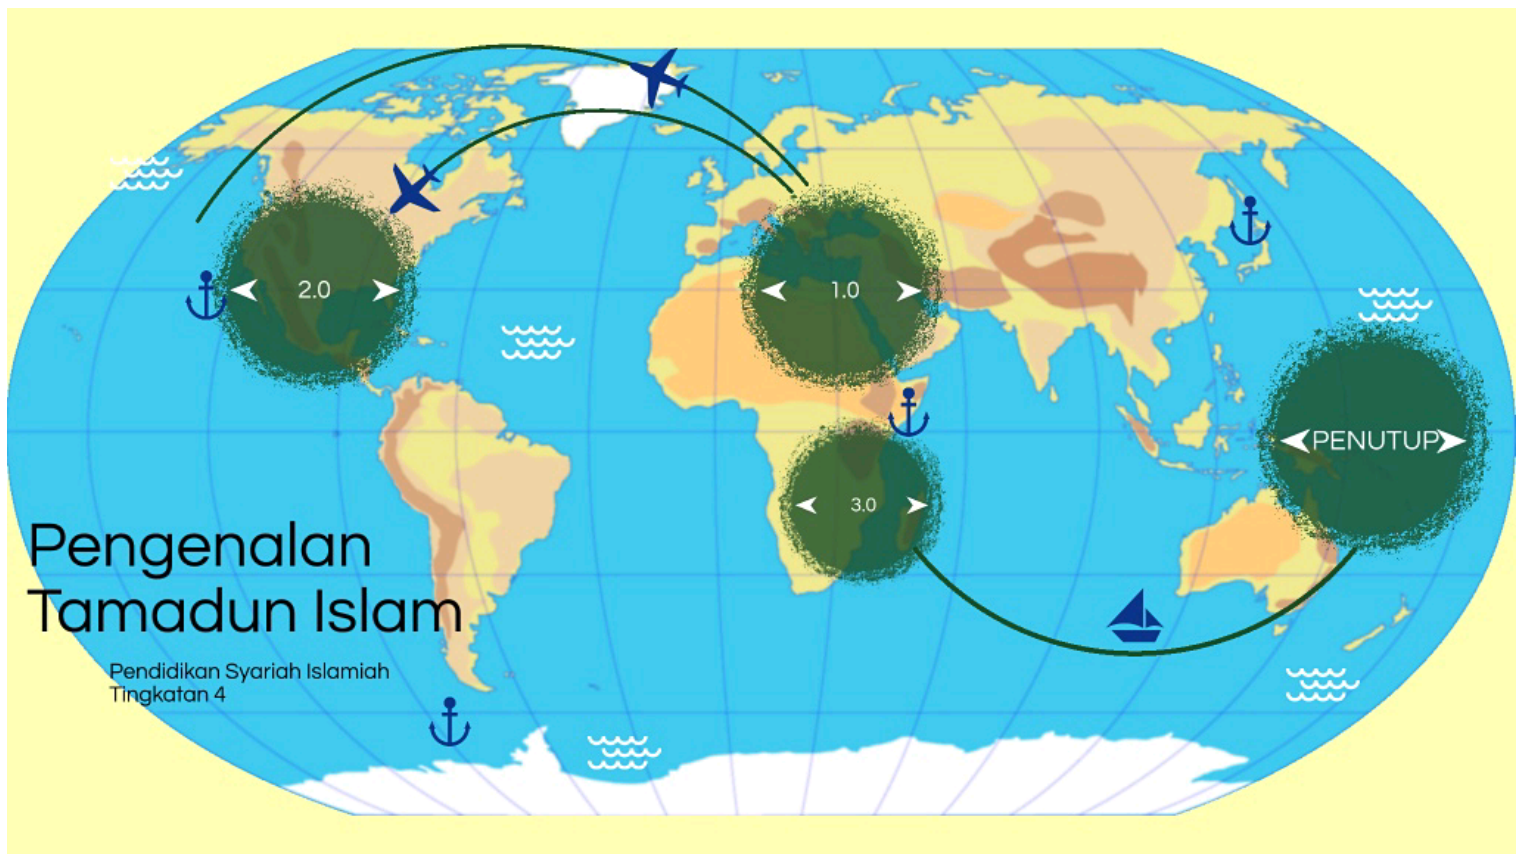 2.0
1.0
PENUTUP
3.0
Pengenalan
Tamadun Islam
Pendidikan Syariah Islamiah
Tingkatan 4